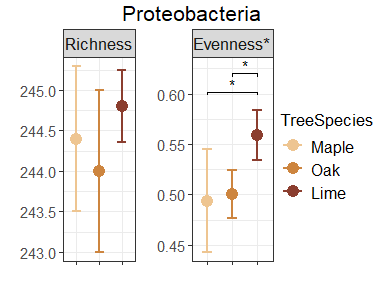 Proteobacteria
Richness
Evenness*
245.0
244.5
244.0
243.5
243.0
0.60
0.55
0.50
0.45
*
*
TreeSpecies
Maple
Oak
Lime